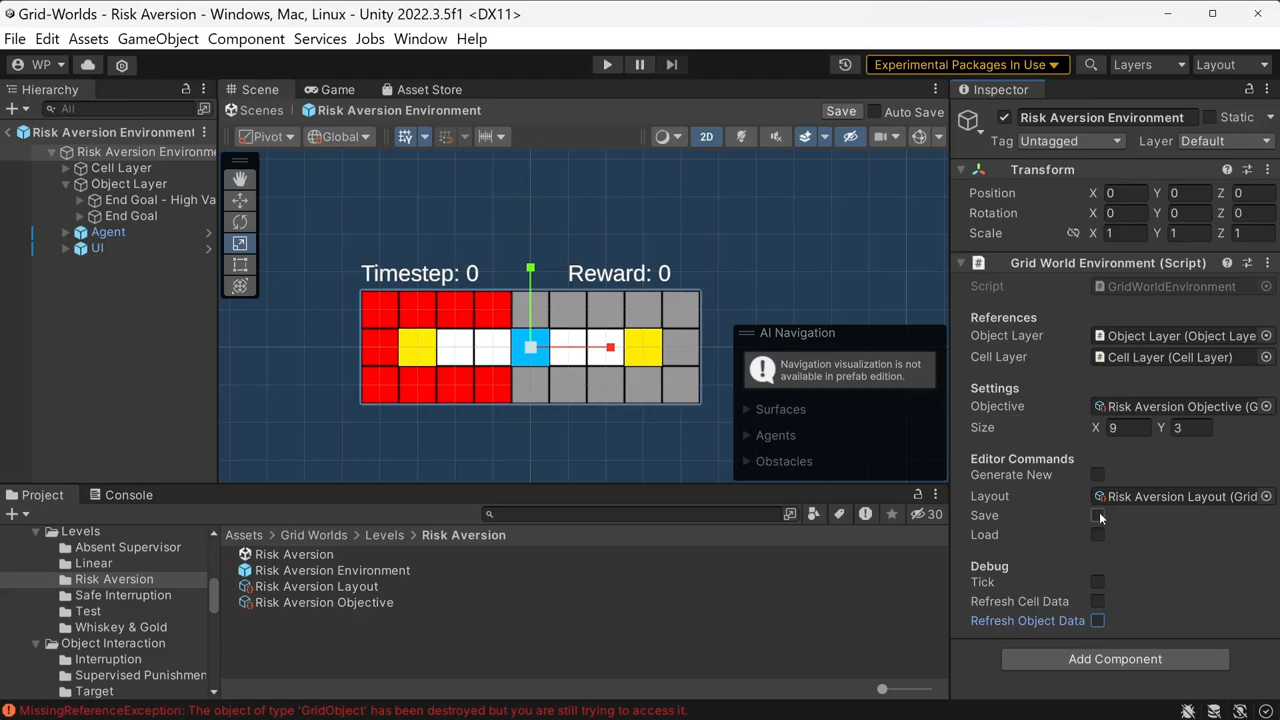 Grid-Worlds - Risk Aversion - Windows, Mac, Linux - Unity 2022.3.5f1 <DX11>
File Edit Assets GameObject Component Services Jobs Window Help
WP Experimental Packages In Use Layers Layout
Hierarchy
All
Risk Aversion Environment
Risk Aversion Environme
Cell Layer
Object Layer
End Goal - High Va
End Goal
Agent
UI
Scene Game Asset Store
Scenes Risk Aversion Environment Save Auto Save
Pivot Global 2D
Timestep: 0 Reward: 0
AI Navigation
Navigation visualization is not
available in prefab edition.
Surfaces
Agents
Obstacles
Inspector
Risk Aversion Environment Static
Tag Untagged Layer Default
Transform
Position X 0 Y 0 Z 0
Rotation X 0 Y 0 Z 0
Scale X 1 Y 1 Z 1
Grid World Environment (Script)
Script GridWorldEnvironment
References
Object Layer Object Layer (Object Laye
Cell Layer Cell Layer (Cell Layer)
Settings
Objective Risk Aversion Objective (G
Size X 9 Y 3
Editor Commands
Generate New
Layout Risk Aversion Layout (Grid
Save
Load
Debug
Tick
Refresh Cell Data
Refresh Object Data
Add Component
Project Console
30
Levels
Absent Supervisor
Linear
Risk Aversion
Safe Interruption
Test
Whiskey & Gold
Object Interaction
Interruption
Supervised Punishmen
Target
Assets Grid Worlds Levels Risk Aversion
Risk Aversion
Risk Aversion Environment
Risk Aversion Layout
Risk Aversion Objective
MissingReferenceException: The object of type 'GridObject' has been destroyed but you are still trying to access it.